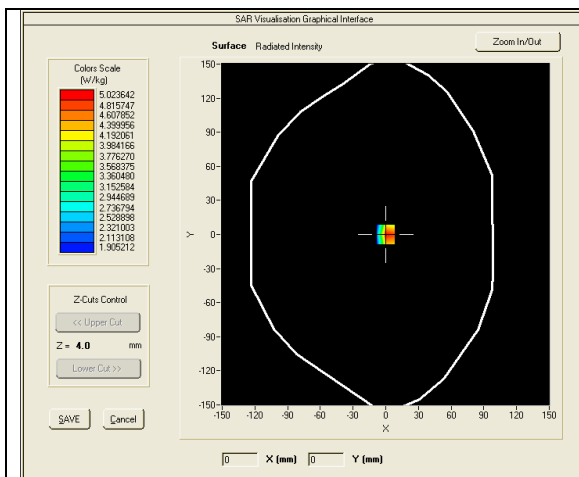 SAR Visualisation Graphical Interface
Surface Radiated Intensity
Zoom In/Out
Colors Scale
(W/kg)
5.023642
4.815747
4.607852
4.399956
4.192061
3.984166
3.776270
3.568375
3.360480
3.152584
2.944689
2.736794
2.528898
2.321003
2.113108
1.905212
Z-Cuts Control
<< Upper Cut
Z = 4.0 mm
Lower Cut >>
SAVE Cancel
150
120
90
60
30
0
-30
-60
-90
-120
-150
Y
-150 -120 -90 -60 -30 0 30 60 90 120 150
X
0 X (mm) 0 Y (mm)